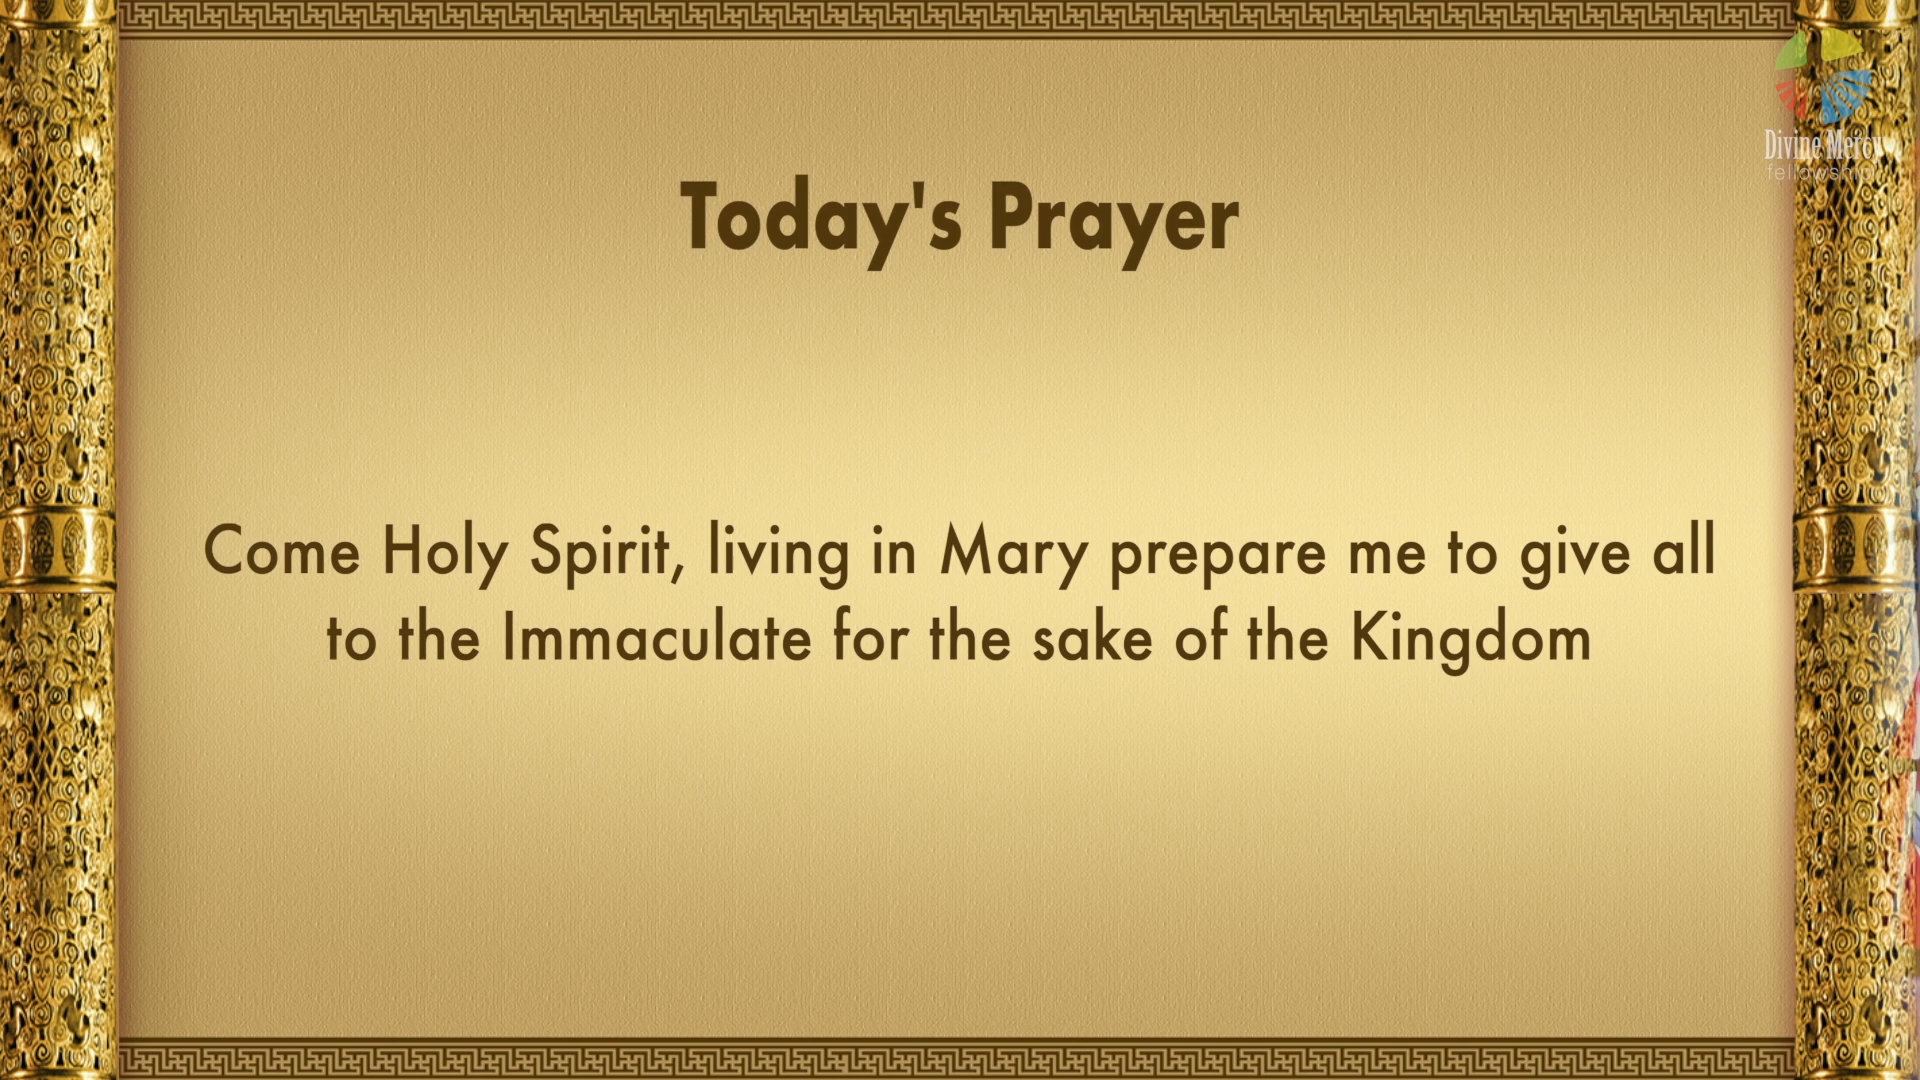 Divine Mercy
fellowship
Today's Prayer
Come Holy Spirit, living in Mary prepare me to give all
to the Immaculate for the sake of the Kingdom